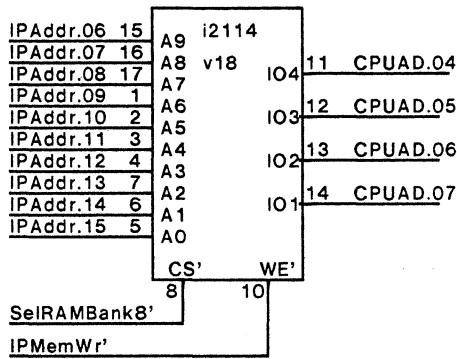 IPAddr.06 15 A9 i2114
IPAddr.07 16 A8 v18
IPAddr.08 17 A7 IO4 11 CPUAD.04
IPAddr.09 1 A6
IPAddr.10 2 A5 IO3 12 CPUAD.05
IPAddr.11 3 A4
IPAddr.12 4 A3 IO2 13 CPUAD.06
IPAddr.13 7 A2
IPAddr.14 6 A1 IO1 14 CPUAD.07
IPAddr.15 5 A0
CS' WE'
8 10
SelRAMBank8'
IPMemWr'